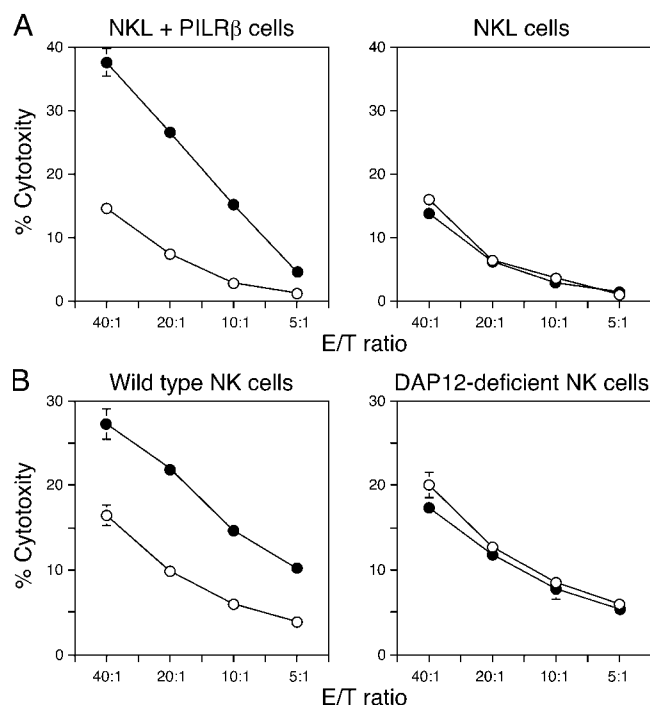 A
NKL + PILRβ cells
NKL cells
% Cytotoxity
40
30
20
10
0
40
30
20
10
0
40:1 20:1 10:1 5:1
40:1 20:1 10:1 5:1
E/T ratio
B
Wild type NK cells
DAP12-deficient NK cells
% Cytotoxity
30
20
10
0
30
20
10
0
40:1 20:1 10:1 5:1
40:1 20:1 10:1 5:1
E/T ratio